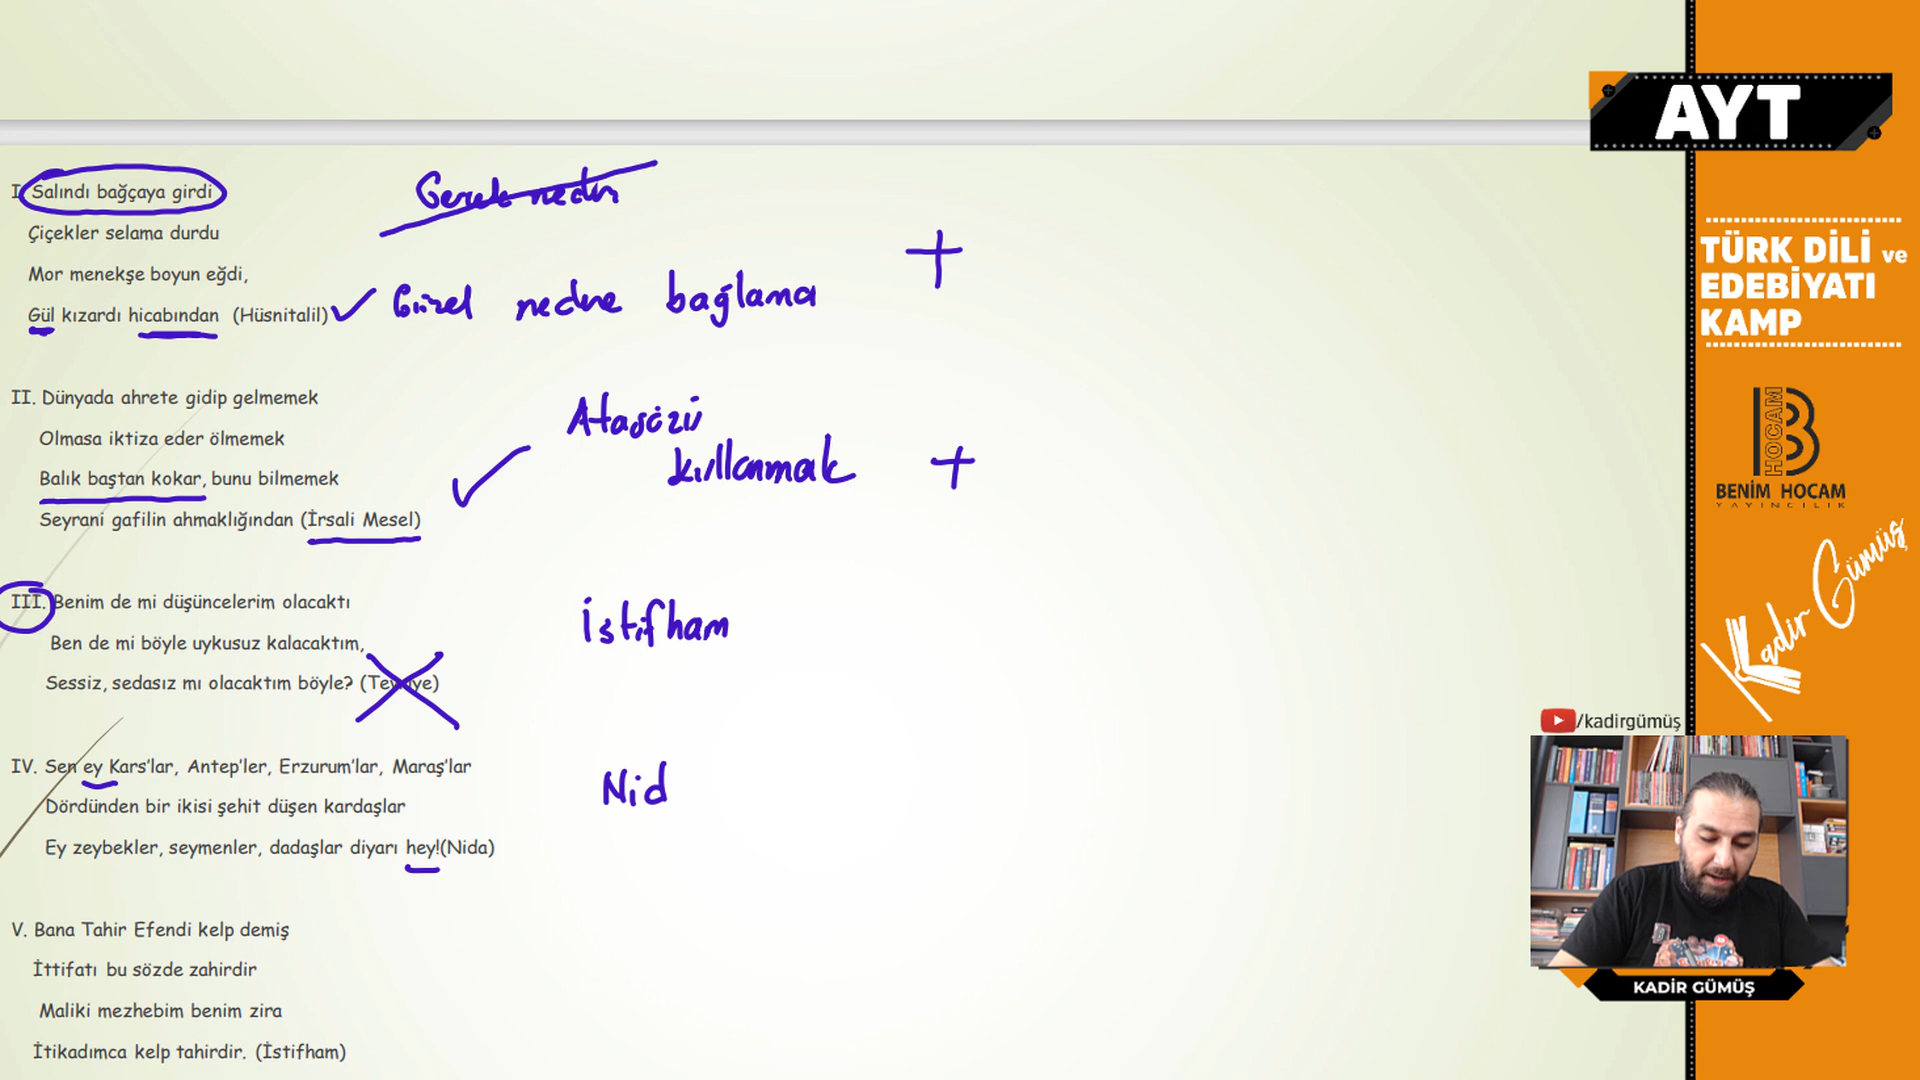 AYT
I. Salındı bağçaya girdi
Çiçekler selama durdu
Mor menekşe boyun eğdi,
Gül kızardı hicabından (Hüsnitalil)
Gerçek neden
Güzel nedne bağlama
II. Dünyada ahrete gidip gelmemek
Olmasa iktiza eder ölmemek
Balık baştan kokar, bunu bilmemek
Seyrani gafilin ahmaklığından (İrsali Mesel)
Atasözü
kullanmak
III. Benim de mi düşüncelerim olacaktı
Ben de mi böyle uykusuz kalacaktım,
Sessiz, sedasız mı olacaktım böyle? (Tevriye)
İstifham
IV. Sen ey Kars'lar, Antep'ler, Erzurum'lar, Maraş'lar
Dördünden bir ikisi şehit düşen kardaşlar
Ey zeybekler, seymenler, dadaşlar diyarı hey!(Nida)
Nid
V. Bana Tahir Efendi kelp demiş
İttifatı bu sözde zahirdir
Maliki mezhebim benim zira
İtikadımca kelp tahirdir. (İstifham)
TÜRK DİLİ ve
EDEBİYATI
KAMP
HOCAM
BENİM HOCAM
YAYINCILIK
Kadir Gümüş
/kadirgümüş
KADİR GÜMÜŞ